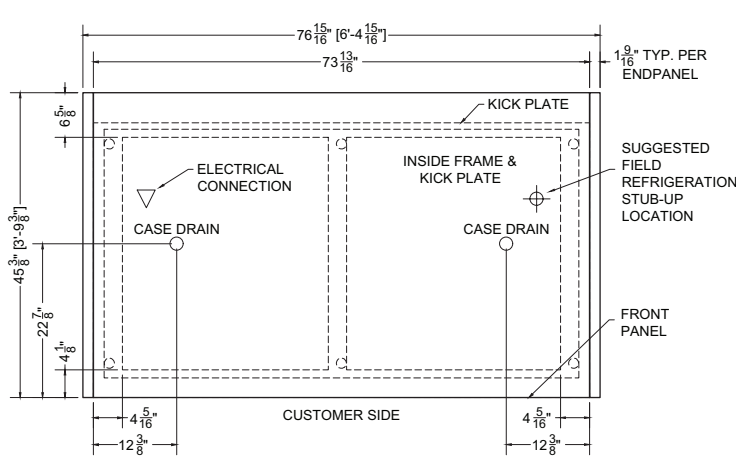 76 15/16" [6'-4 15/16"]
73 13/16"
1 9/16" TYP. PER
ENDPANEL
6 5/8"
KICK PLATE
ELECTRICAL
CONNECTION
INSIDE FRAME &
KICK PLATE
SUGGESTED
FIELD
REFRIGERATION
STUB-UP
LOCATION
45 3/8" [3'-9 3/8"]
CASE DRAIN
CASE DRAIN
22 7/8"
4 1/8"
FRONT
PANEL
4 5/16"
CUSTOMER SIDE
4 5/16"
12 3/8"
12 3/8"